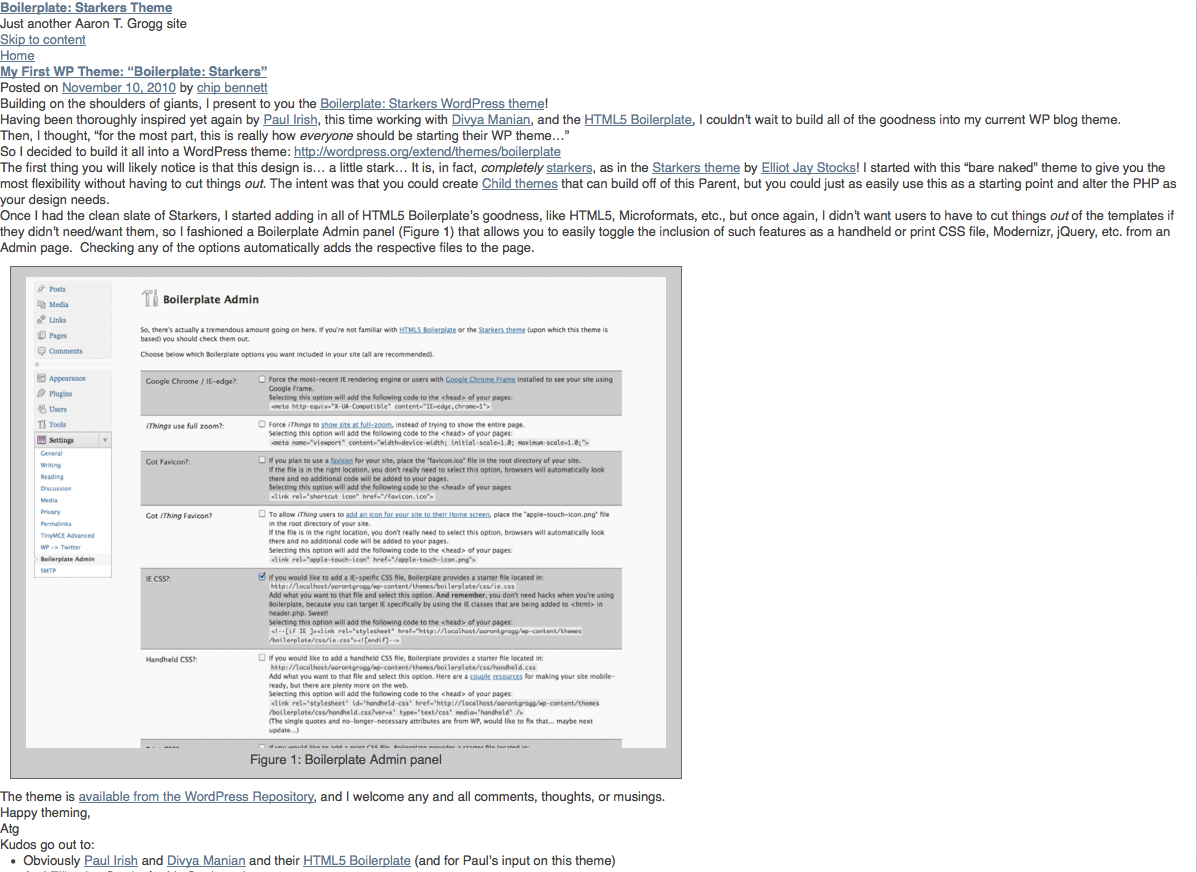 Boilerplate: Starkers Theme
Just another Aaron T. Grogg site
Skip to content
Home
My First WP Theme: “Boilerplate: Starkers”
Posted on November 10, 2010 by chip bennett
Building on the shoulders of giants, I present to you the Boilerplate: Starkers WordPress theme!
Having been thoroughly inspired yet again by Paul Irish, this time working with Divya Manian, and the HTML5 Boilerplate, I couldn’t wait to build all of the goodness into my current WP blog theme.
Then, I thought, “for the most part, this is really how everyone should be starting their WP theme…”
So I decided to build it all into a WordPress theme: http://wordpress.org/extend/themes/boilerplate
The first thing you will likely notice is that this design is… a little stark… It is, in fact, completely starkers, as in the Starkers theme by Elliot Jay Stocks! I started with this “bare naked” theme to give you the
most flexibility without having to cut things out. The intent was that you could create Child themes that can build off of this Parent, but you could just as easily use this as a starting point and alter the PHP as
your design needs.
Once I had the clean slate of Starkers, I started adding in all of HTML5 Boilerplate’s goodness, like HTML5, Microformats, etc., but once again, I didn’t want users to have to cut things out of the templates if
they didn’t need/want them, so I fashioned a Boilerplate Admin panel (Figure 1) that allows you to easily toggle the inclusion of such features as a handheld or print CSS file, Modernizr, jQuery, etc. from an
Admin page.  Checking any of the options automatically adds the respective files to the page.
Posts
Media
Links
Pages
Comments
Appearance
Plugins
Users
Tools
Settings
General
Writing
Reading
Discussion
Media
Privacy
Permalinks
TinyMCE Advanced
WP -> Twitter
Boilerplate Admin
SMTP
Boilerplate Admin
So, there's actually a tremendous amount going on here. If you're not familiar with HTML5 Boilerplate or the Starkers theme (upon which this theme is
based) you should check them out.
Choose below which Boilerplate options you want included in your site (all are recommended).
Google Chrome / IE-edge?:
Force the most-recent IE rendering engine or users with Google Chrome Frame installed to see your site using
Google Frame.
Selecting this option will add the following code to the <head> of your pages:
<meta http-equiv="X-UA-Compatible" content="IE=edge,chrome=1">
iThings use full zoom?:
Force iThings to show site at full-zoom, instead of trying to show the entire page.
Selecting this option will add the following code to the <head> of your pages:
<meta name="viewport" content="width=device-width; initial-scale=1.0; maximum-scale=1.0;">
Got Favicon?:
If you plan to use a favicon for your site, place the "favicon.ico" file in the root directory of your site.
If the file is in the right location, you don't really need to select this option, browsers will automatically look
there and no additional code will be added to your pages.
Selecting this option will add the following code to the <head> of your pages:
<link rel="shortcut icon" href="/favicon.ico">
Got iThing Favicon?
To allow iThing users to add an icon for your site to their Home screen, place the "apple-touch-icon.png" file
in the root directory of your site.
If the file is in the right location, you don't really need to select this option, browsers will automatically look
there and no additional code will be added to your pages.
Selecting this option will add the following code to the <head> of your pages:
<link rel="apple-touch-icon" href="/apple-touch-icon.png">
IE CSS?:
If you would like to add a IE-speific CSS file, Boilerplate provides a starter file located in:
http://localhost/aarontgrogg/wp-content/themes/boilerplate/css/ie.css
Add what you want to that file and select this option. And remember, you don't need hacks when you're using
Boilerplate, because you can target IE specifically by using the IE classes that are being added to <html> in
header.php. Sweet!
Selecting this option will add the following code to the <head> of your pages:
<!--[if IE ]><link rel="stylesheet" href="http://localhost/aarontgrogg/wp-content/themes
/boilerplate/css/ie.css"><![endif]-->
Handheld CSS?:
If you would like to add a handheld CSS file, Boilerplate provides a starter file located in:
http://localhost/aarontgrogg/wp-content/themes/boilerplate/css/handheld.css
Add what you want to that file and select this option. Here are a couple resources for making your site mobile-
ready, but there are plenty more on the web.
Selecting this option will add the following code to the <head> of your pages:
<link rel='stylesheet' id='handheld-css' href='http://localhost/aarontgrogg/wp-content/themes
/boilerplate/css/handheld.css?ver=x' type='text/css' media='handheld' />
(The single quotes and no-longer-necessary attributes are from WP, would like to fix that... maybe next
update...)
Figure 1: Boilerplate Admin panel
The theme is available from the WordPress Repository, and I welcome any and all comments, thoughts, or musings.
Happy theming,
Atg
Kudos go out to:
Obviously Paul Irish and Divya Manian and their HTML5 Boilerplate (and for Paul’s input on this theme)